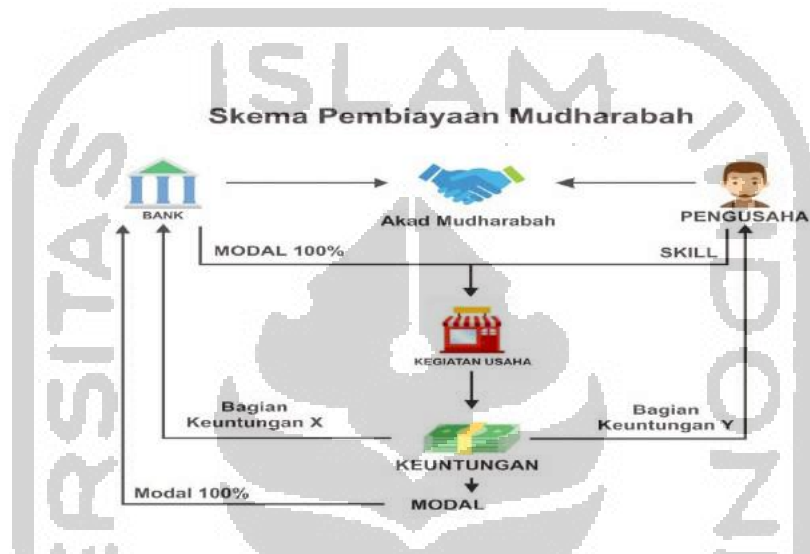 ISLAM
Skema Pembiayaan Mudharabah
BANK
Akad Mudharabah
PENGUSAHA
MODAL 100%
SKILL
KEGIATAN USAHA
Bagian
Keuntungan X
Bagian
Keuntungan Y
KEUNTUNGAN
Modal 100%
MODAL